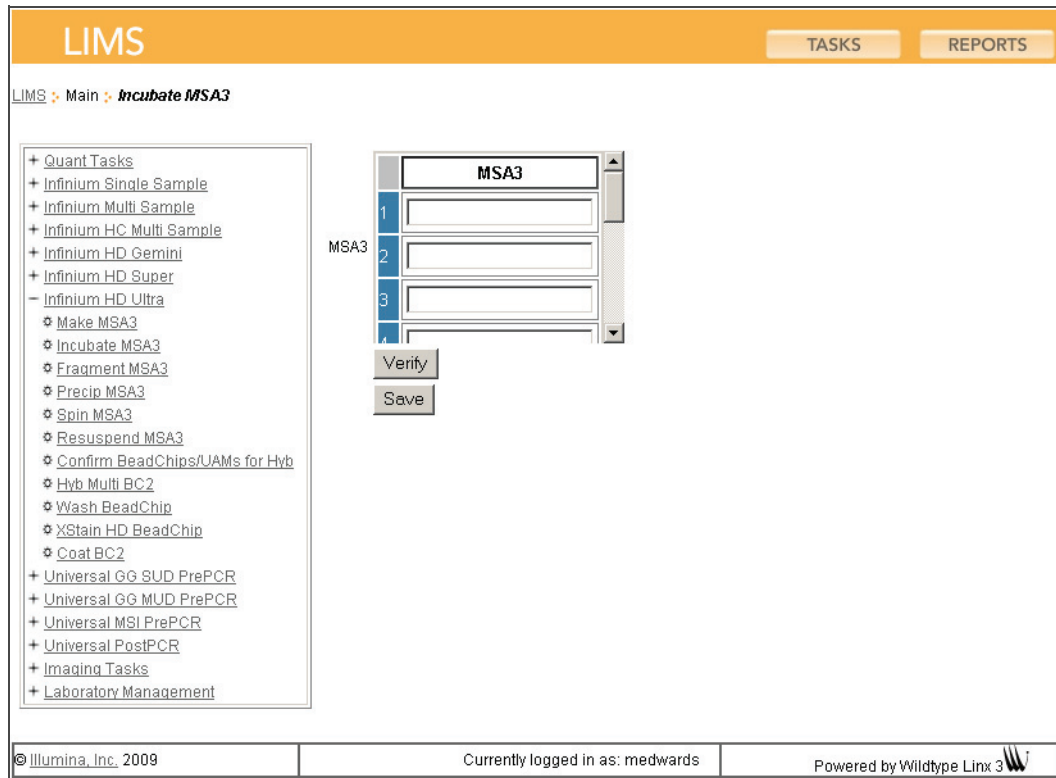 LIMS
TASKS
REPORTS
LIMS : Main : Incubate MSA3
+ Quant Tasks
+ Infinium Single Sample
+ Infinium Multi Sample
+ Infinium HC Multi Sample
+ Infinium HD Gemini
+ Infinium HD Super
− Infinium HD Ultra
Make MSA3
Incubate MSA3
Fragment MSA3
Precip MSA3
Spin MSA3
Resuspend MSA3
Confirm BeadChips/UAMs for Hyb
Hyb Multi BC2
Wash BeadChip
XStain HD BeadChip
Coat BC2
+ Universal GG SUD PrePCR
+ Universal GG MUD PrePCR
+ Universal MSI PrePCR
+ Universal PostPCR
+ Imaging Tasks
+ Laboratory Management
MSA3
MSA3
1
2
3
4
Verify
Save
© Illumina, Inc. 2009
Currently logged in as: medwards
Powered by Wildtype Linx 3